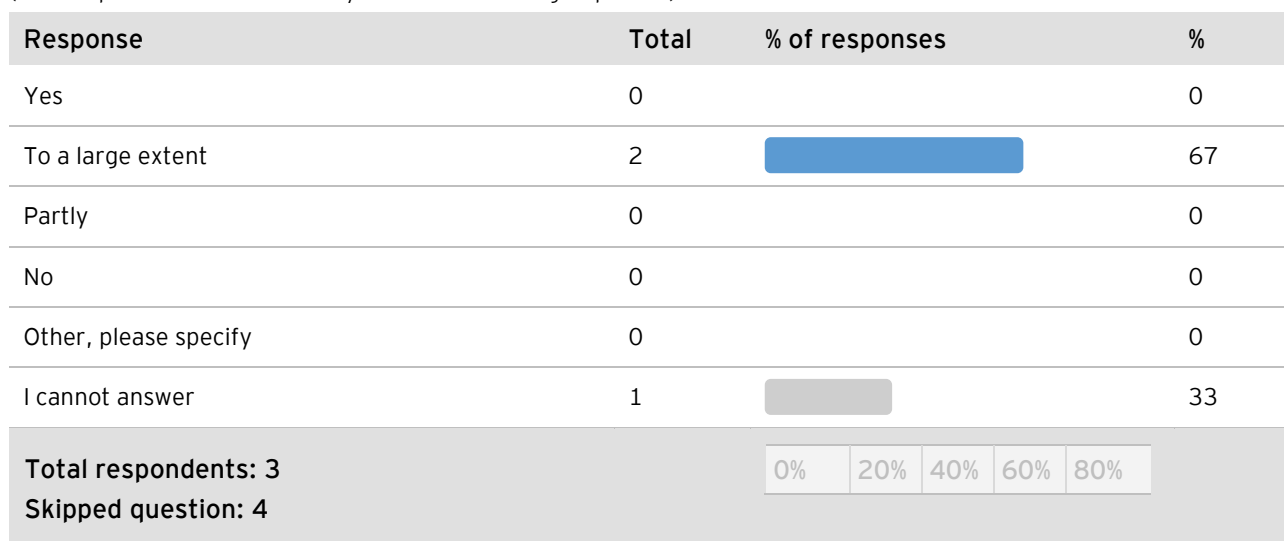 Response Total % of responses %
Yes 0 0
To a large extent 2 67
Partly 0 0
No 0 0
Other, please specify 0 0
I cannot answer 1 33
Total respondents: 3
0% 20% 40% 60% 80%
Skipped question: 4